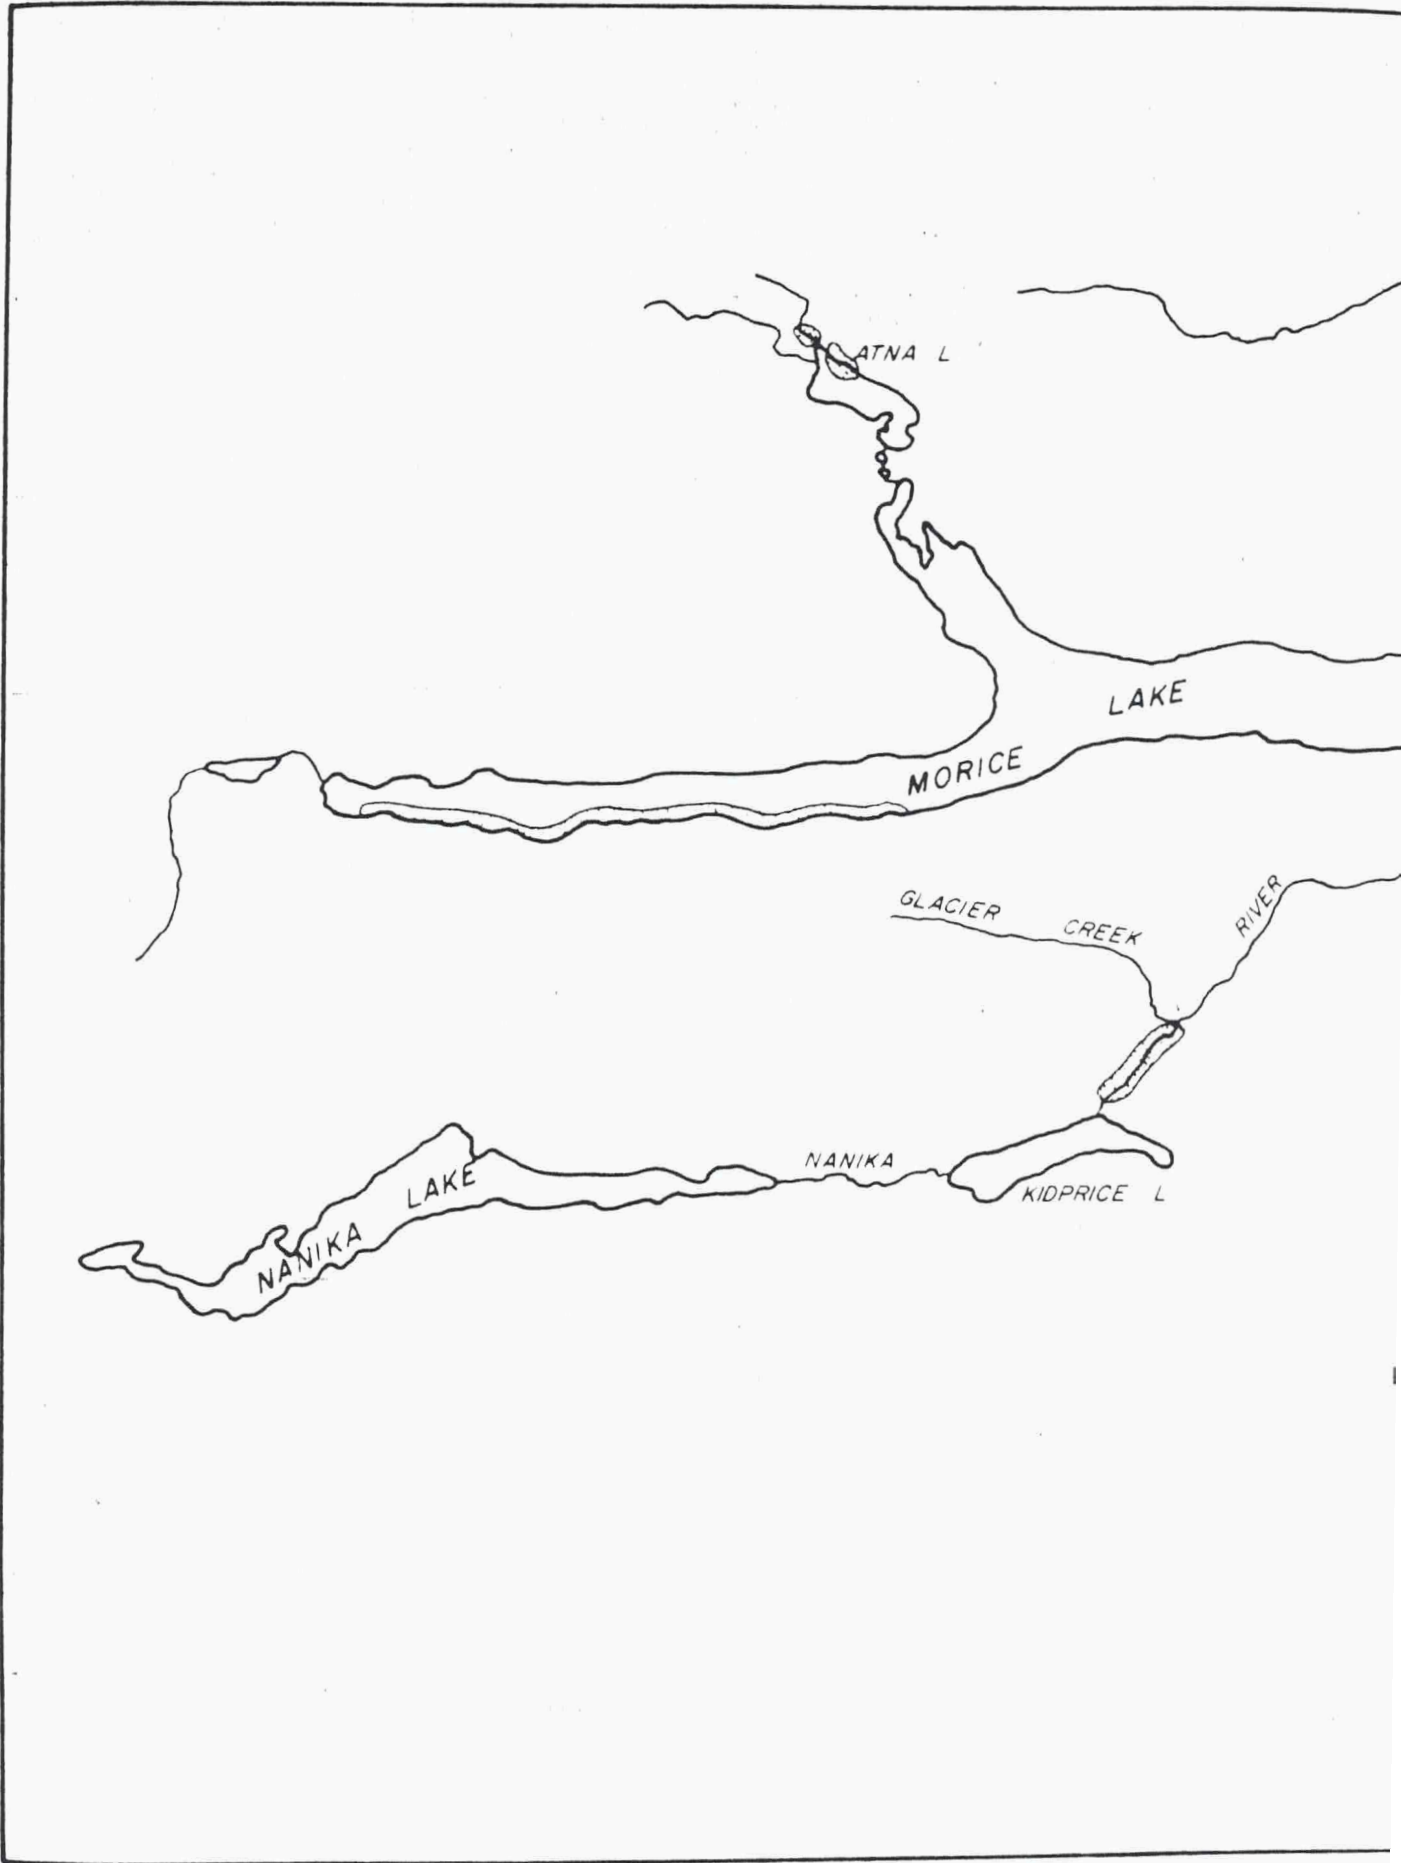 ATNA L
LAKE
MORICE
GLACIER CREEK
RIVER
NANIKA
KIDPRICE L
NANIKA LAKE